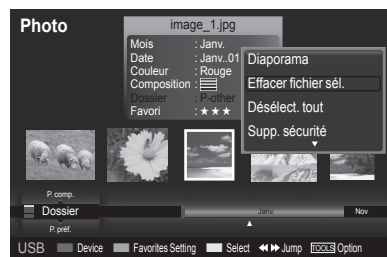 Photo
image_1.jpg
Mois : Janv.
Date : Janv..01
Couleur : Rouge
Composition :
Dossier : P-other
Favori : ★★★
Diaporama
Effacer fichier sél.
Désélect. tout
Supp. sécurité
P. comp.
Dossier
Janv.
Nov
P. préf.
USB Device Favorites Setting Select Jump TOOLS Option